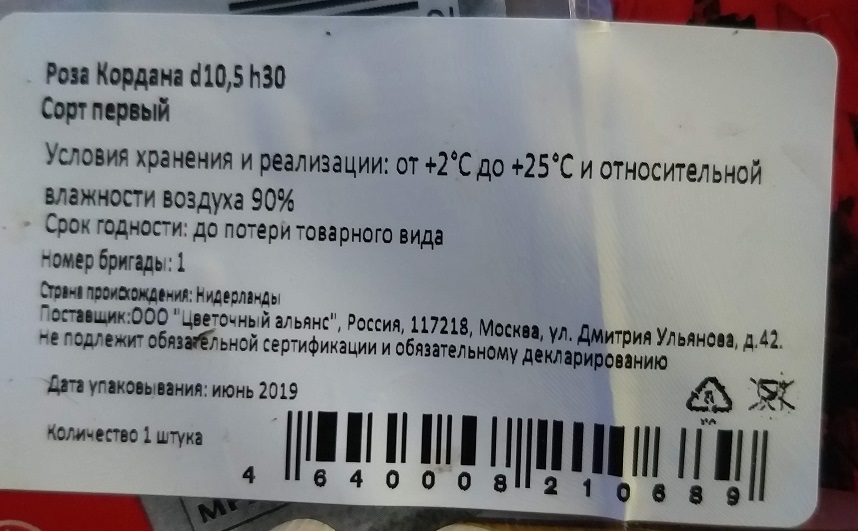 Роза Кордана d10,5 h30
Сорт первый
Условия хранения и реализации: от +2°С до +25°С и относительной
влажности воздуха 90%
Срок годности: до потери товарного вида
Номер бригады: 1
Страна происхождения: Нидерланды
Поставщик:ООО "Цветочный альянс", Россия, 117218, Москва, ул. Дмитрия Ульянова, д.42.
не подлежит обязательной сертификации и обязательному декларированию
Дата упаковывания: июнь 2019
Количество 1 штука
4 640008 210689